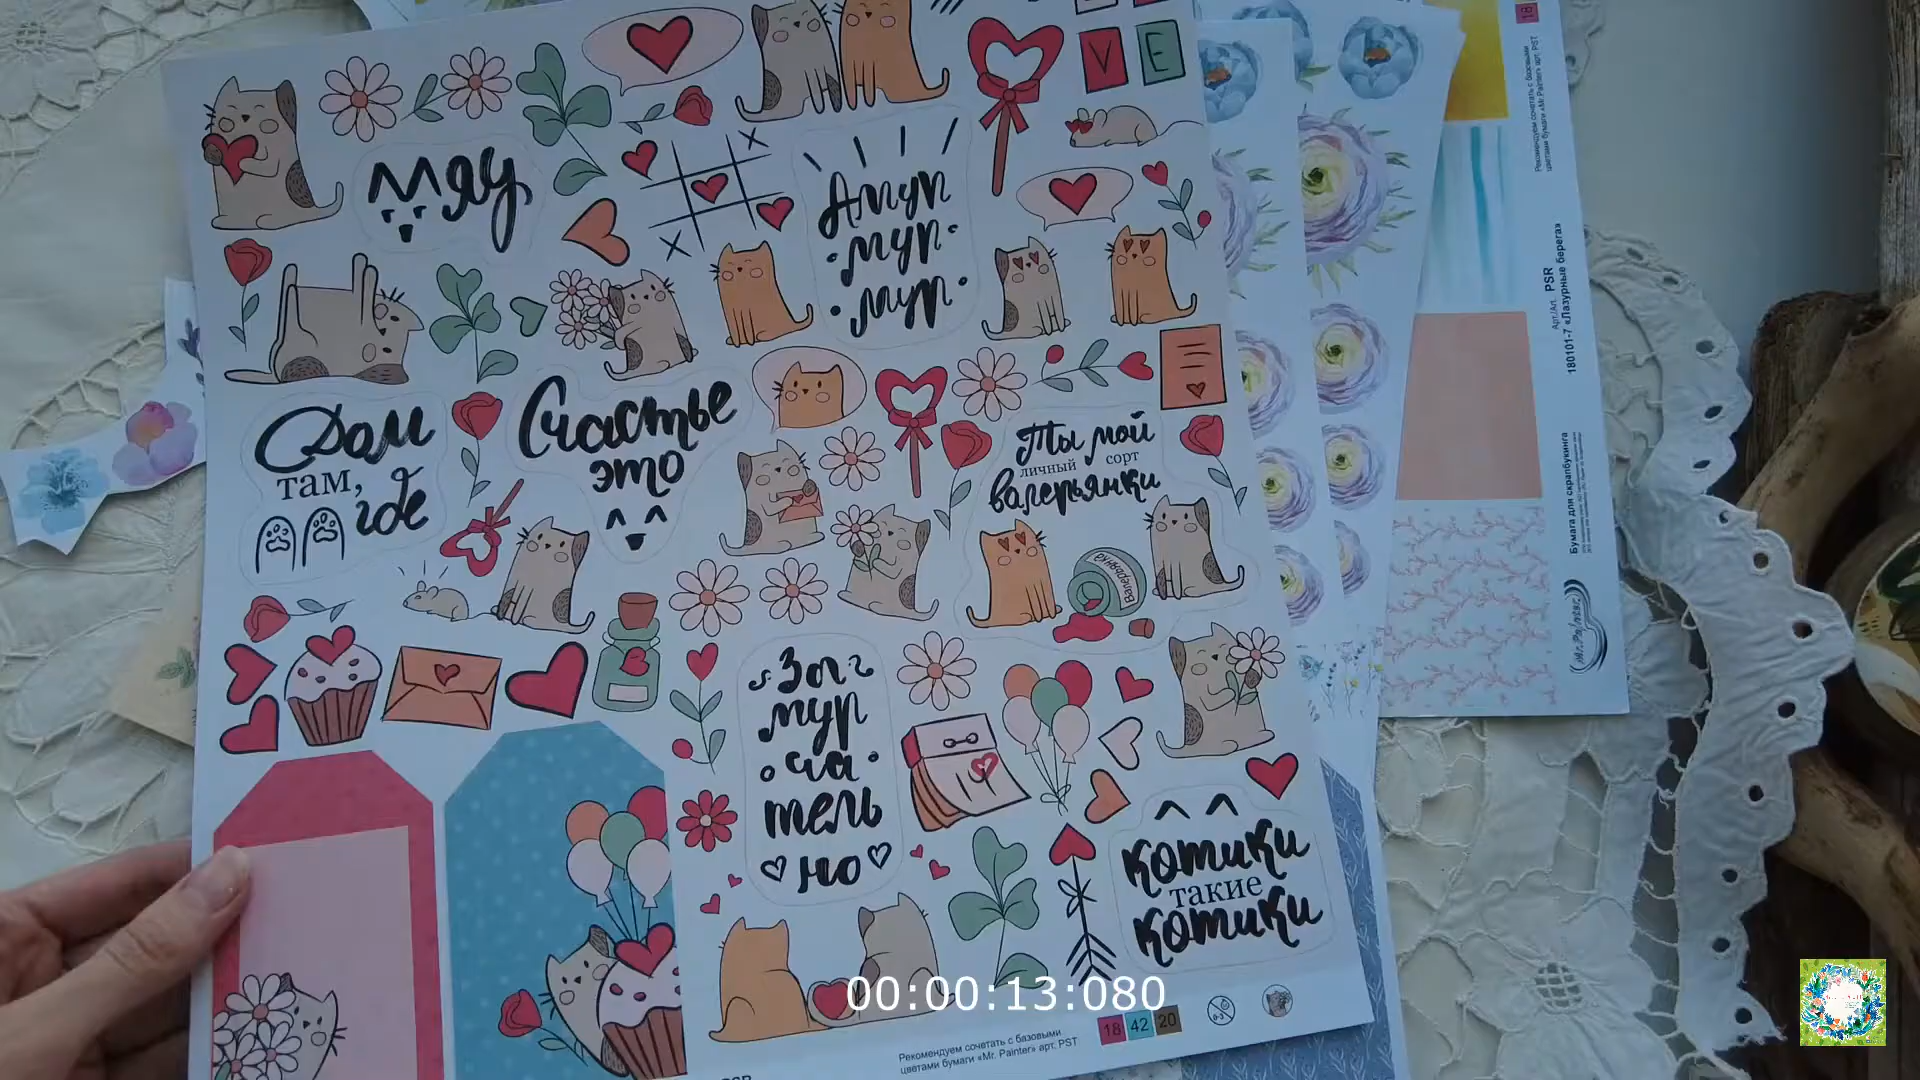 V E
Мяу
Амур
мур
мур
Дом
там,
где
Счастье
это
Ты мой
личный сорт
валерьянки
Валерьянка
За
мур
ча
тель
но
котики
такие
котики
Рекомендуем сочетать с базовыми
цветами бумаги «Mr. Painter» арт. PST
18 42 20
PSR
18
Рекомендуем сочетать с базовыми
цветами бумаги «Mr. Painter» арт. PST
Арт./Art. PSR
180101-7 «Лазурные берега»
Бумага для скрапбукинга
00:00:13:080